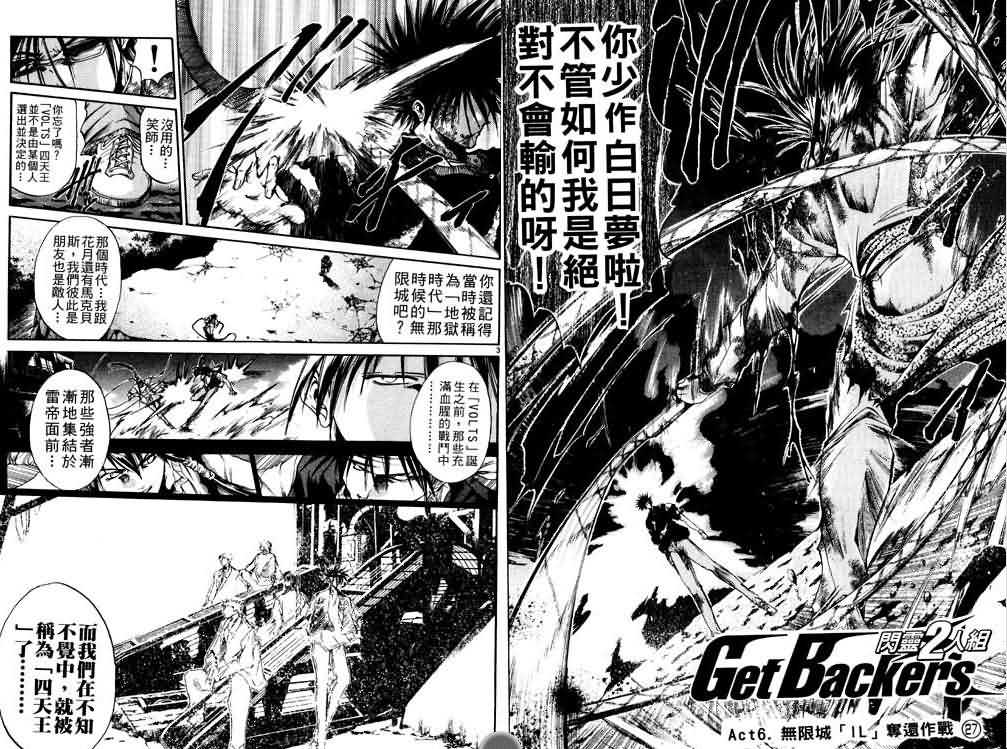 你少作白日夢啦！
不管如何我是絕
對不會輸的呀！
閃靈2人組
Get Backers
Act6. 無限城「IL」奪還作戰 27
！
沒用的…
笑師…
你忘了嗎？
「VOLTS」四天王
並不是由某個人
選出並決定的…
你還記得
當時被稱
為「地獄
時代」那
時候的無
限城吧？
那個時代…我跟
花月還有馬克貝
斯，我們彼此是
朋友也是敵人…
3
在「VOLTS」誕
生之前，那些充
滿血腥的戰鬥中
…………
那些強者漸
漸地集結於
雷帝面前…
而我們在不知
不覺中，就被
稱為「四天王
」了…………